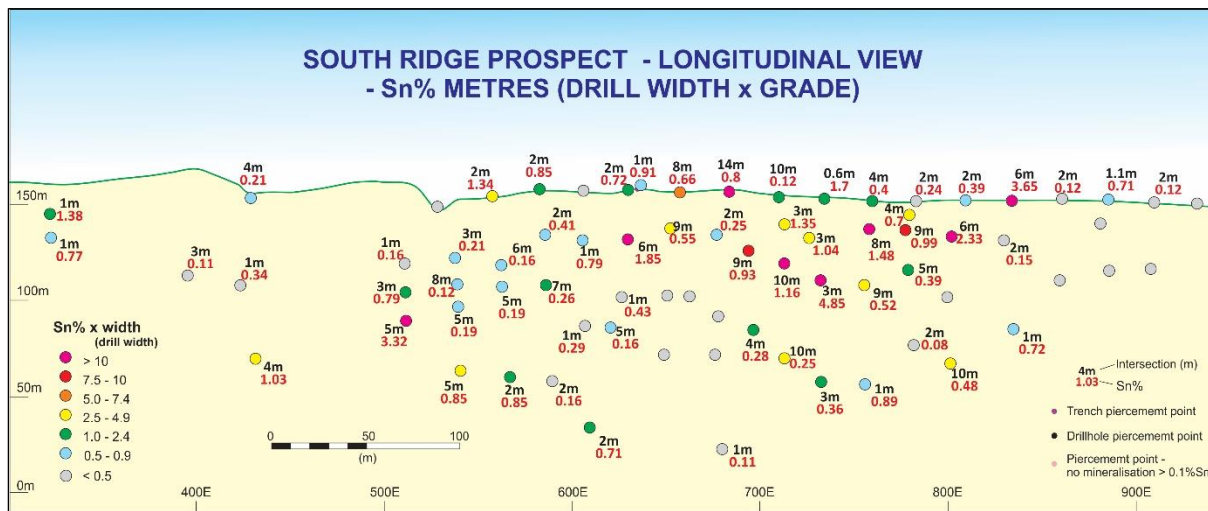 SOUTH RIDGE PROSPECT - LONGITUDINAL VIEW
- Sn% METRES (DRILL WIDTH x GRADE)
4m
0.21
2m
1.34
2m
0.85
2m
0.72
1m
0.91
8m
0.66
14m
0.8
10m
0.12
0.6m
1.7
4m
0.4
2m
0.24
2m
0.39
6m
3.65
2m
0.12
1.1m
0.71
2m
0.12
150m
1m
1.38
1m
0.77
3m
0.11
1m
0.34
1m
0.16
3m
0.21
6m
0.16
2m
0.41
1m
0.79
6m
1.85
9m
0.55
2m
0.25
9m
0.93
3m
1.35
3m
1.04
10m
1.16
3m
4.85
8m
1.48
4m
0.7
9m
0.99
6m
2.33
2m
0.15
5m
0.39
9m
0.52
100m
3m
0.79
8m
0.12
5m
0.19
5m
0.19
7m
0.26
1m
0.43
5m
3.32
1m
0.29
5m
0.16
4m
0.28
10m
0.25
2m
0.08
1m
0.72
10m
0.48
4m
1.03
5m
0.85
2m
0.85
2m
0.16
3m
0.36
1m
0.89
2m
0.71
1m
0.11
50m
0m
Sn% x width
(drill width)
> 10
7.5 - 10
5.0 - 7.4
2.5 - 4.9
1.0 - 2.4
0.5 - 0.9
< 0.5
0 50 100
(m)
4m Intersection (m)
1.03 Sn%
Trench piercememt point
Drillhole piercememt point
Piercememt point -
no mineralisation > 0.1%Sn
400E 500E 600E 700E 800E 900E